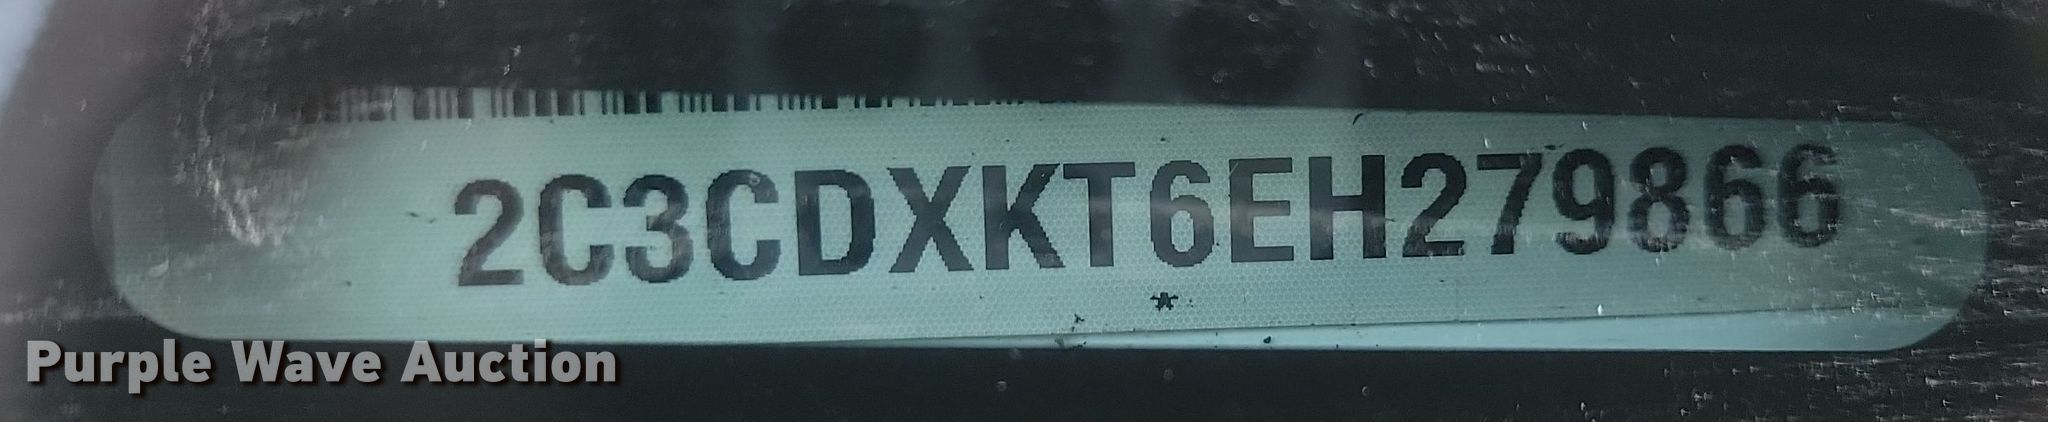 2C3CDXKT6EH279866
Purple Wave Auction